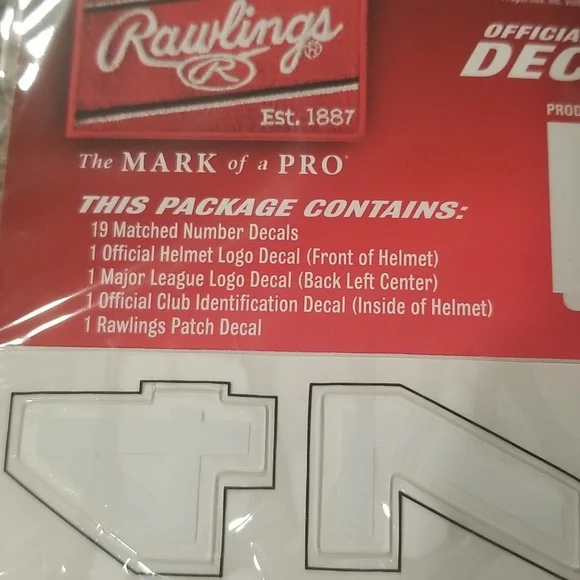 Rawlings®
R
Est. 1887
The MARK of a PRO
OFFICIA
DEC
PROD
THIS PACKAGE CONTAINS:
19 Matched Number Decals
1 Official Helmet Logo Decal (Front of Helmet)
1 Major League Logo Decal (Back Left Center)
1 Official Club Identification Decal (Inside of Helmet)
1 Rawlings Patch Decal